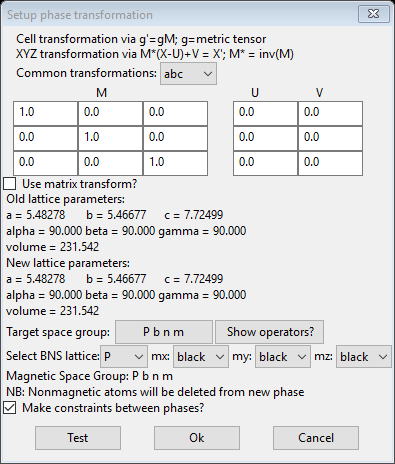 Setup phase transformation
Cell transformation via g'=gM; g=metric tensor
XYZ transformation via M*(X-U)+V = X'; M* = inv(M)
Common transformations: abc
M U V
1.0 0.0 0.0 0.0 0.0
0.0 1.0 0.0 0.0 0.0
0.0 0.0 1.0 0.0 0.0
Use matrix transform?
Old lattice parameters:
a = 5.48278 b = 5.46677 c = 7.72499
alpha = 90.000 beta = 90.000 gamma = 90.000
volume = 231.542
New lattice parameters:
a = 5.48278 b = 5.46677 c = 7.72499
alpha = 90.000 beta = 90.000 gamma = 90.000
volume = 231.542
Target space group: P b n m Show operators?
Select BNS lattice: P mx: black my: black mz: black
Magnetic Space Group: P b n m
NB: Nonmagnetic atoms will be deleted from new phase
Make constraints between phases?
Test Ok Cancel